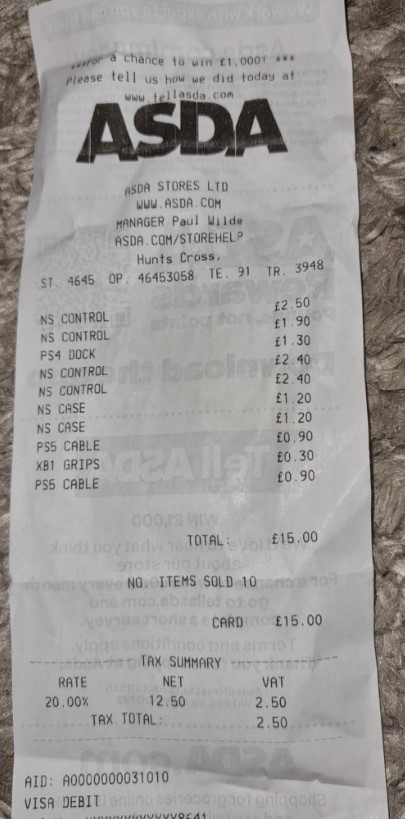 for a chance to win £1,000! ***
Please tell us how we did today at
www.tellasda.com
ASDA
ASDA STORES LTD
WWW.ASDA.COM
MANAGER Paul Wilde
ASDA.COM/STOREHELP
Hunts Cross,
ST. 4645 OP. 46453058 TE. 91 TR. 3948
NS CONTROL £2.50
NS CONTROL £1.90
PS4 DOCK £1.30
NS CONTROL £2.40
NS CONTROL £2.40
NS CASE £1.20
NS CASE £1.20
PS5 CABLE £0.90
XB1 GRIPS £0.30
PS5 CABLE £0.90
TOTAL: £15.00
NO. ITEMS SOLD 10
CARD £15.00
TAX SUMMARY
RATE NET VAT
20.00% 12.50 2.50
TAX TOTAL: 2.50
AID: A0000000031010
VISA DEBIT